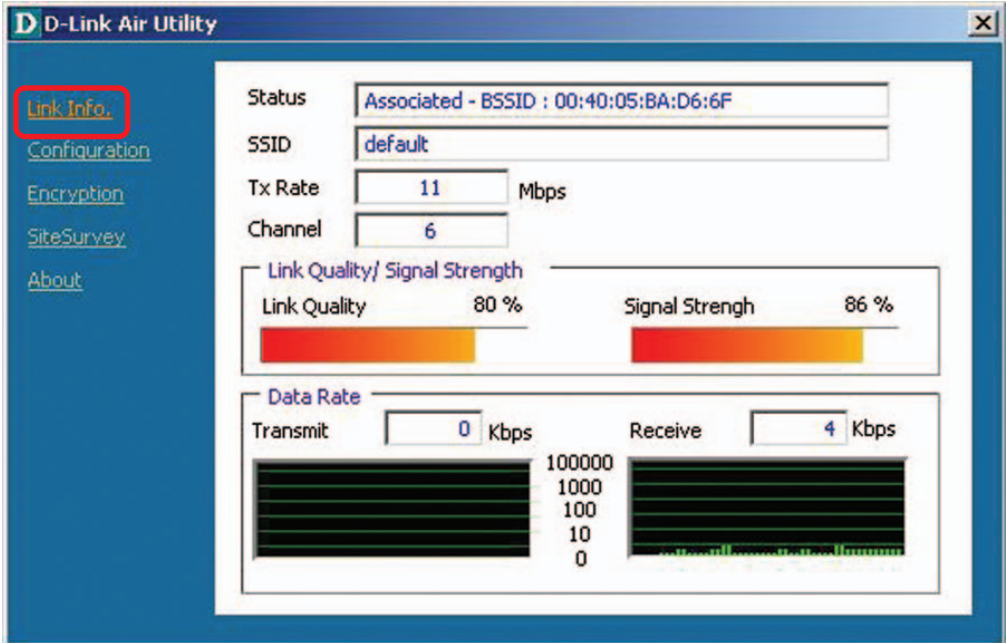 D D-Link Air Utility
Link Info.
Configuration
Encryption
SiteSurvey
About
Status Associated - BSSID : 00:40:05:BA:D6:6F
SSID default
Tx Rate 11 Mbps
Channel 6
Link Quality/ Signal Strength
Link Quality 80 % Signal Strengh 86 %
Data Rate
Transmit 0 Kbps Receive 4 Kbps
100000
1000
100
10
0